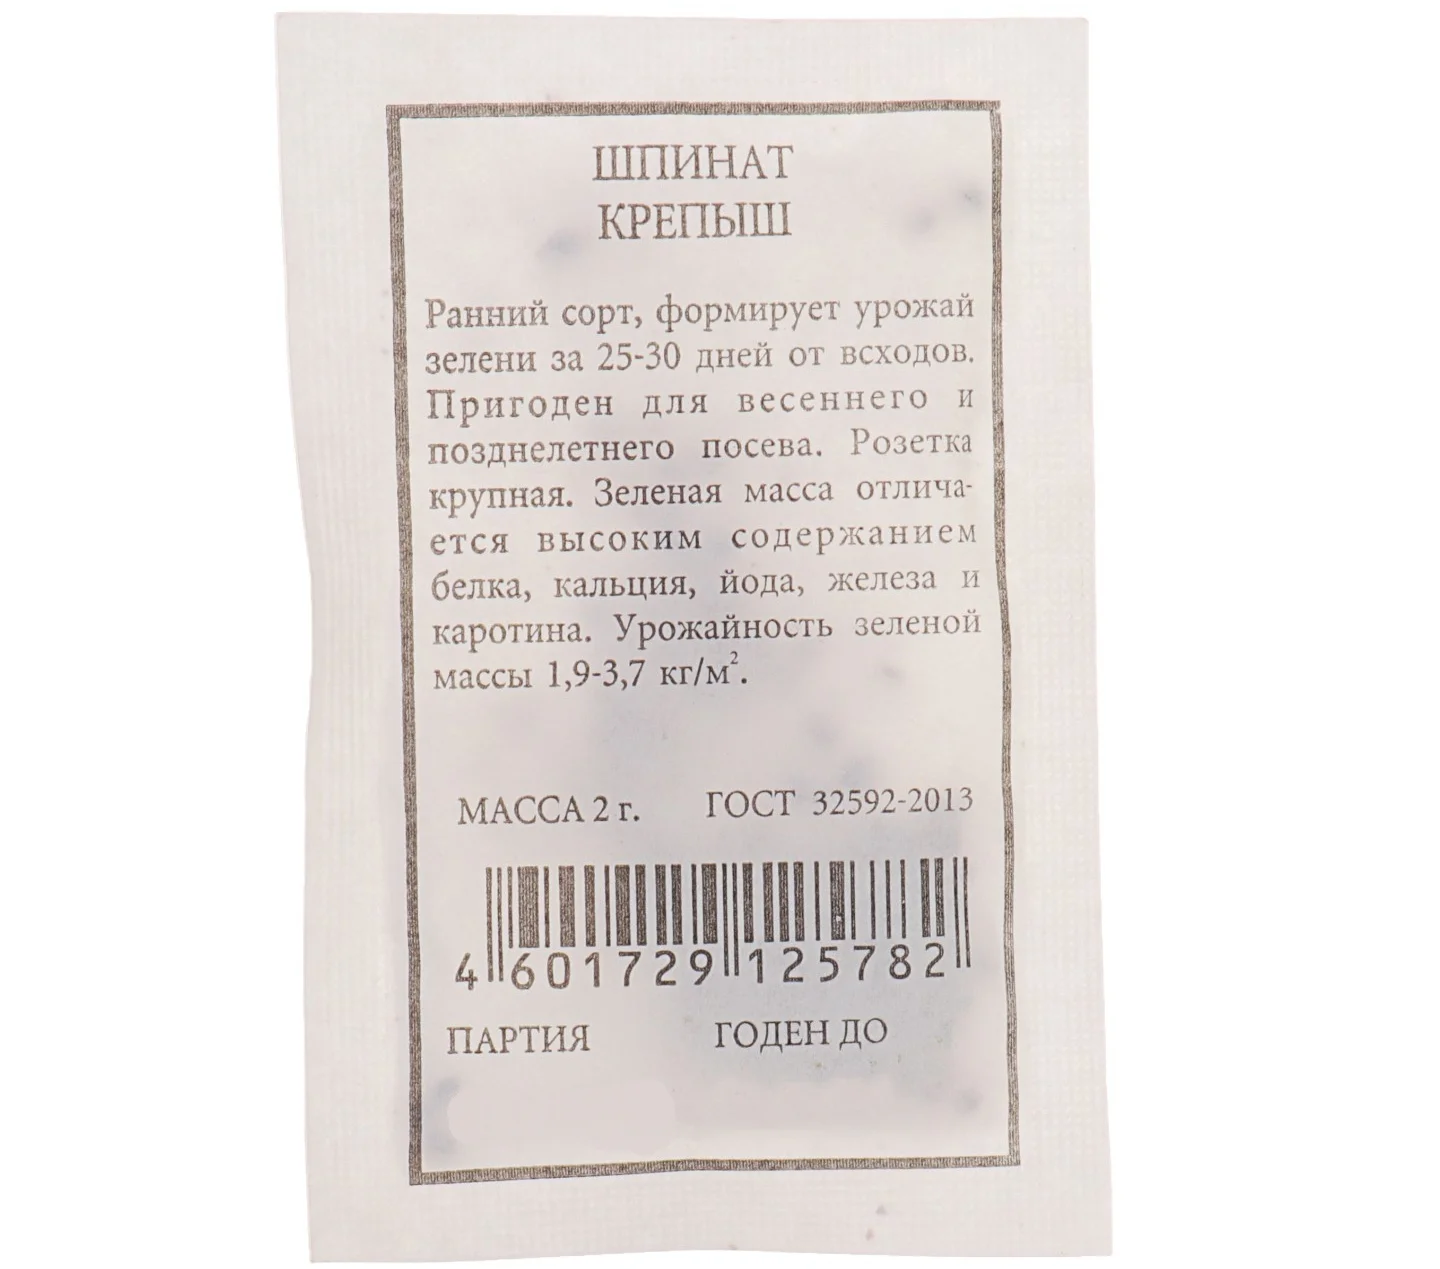 ШПИНАТ
КРЕПЫШ
Ранний сорт, формирует урожай
зелени за 25-30 дней от всходов.
Пригоден для весеннего и
позднелетнего посева. Розетка
крупная. Зеленая масса отлича-
ется высоким содержанием
белка, кальция, йода, железа и
каротина. Урожайность зеленой
массы 1,9-3,7 кг/м².
МАССА 2 г. ГОСТ 32592-2013
4 601729 125782
ПАРТИЯ ГОДЕН ДО